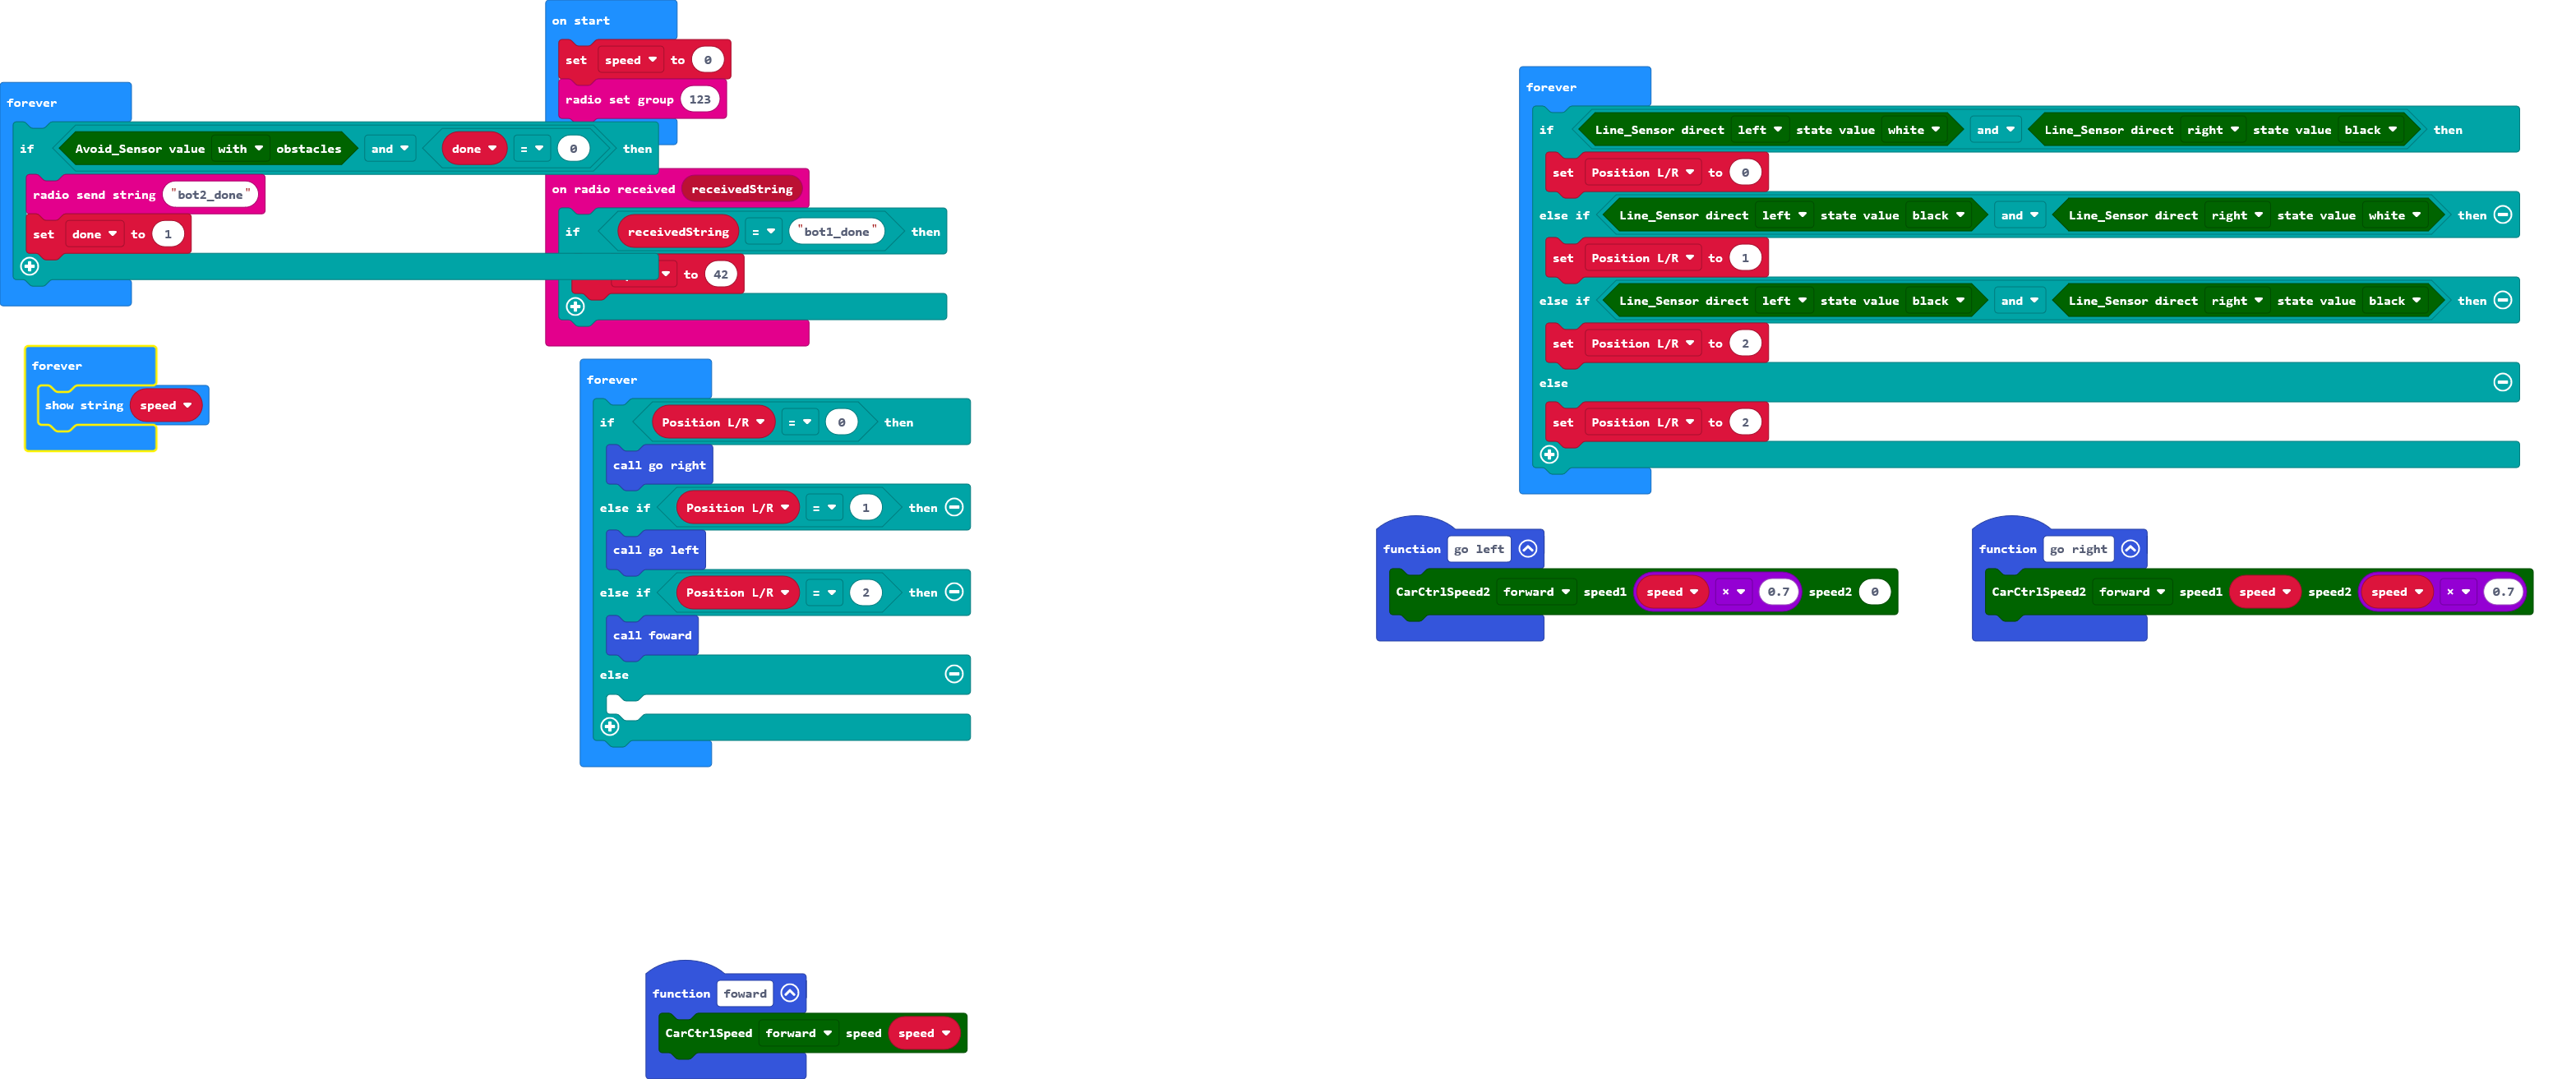 on start
set speed to 0
radio set group 123
forever
if Avoid_Sensor value with obstacles and done = 0 then
radio send string "bot2_done"
set done to 1
on radio received receivedString
if receivedString = "bot1_done" then
to 42
forever
show string speed
forever
if Position L/R = 0 then
call go right
else if Position L/R = 1 then
call go left
else if Position L/R = 2 then
call foward
else
forever
if Line_Sensor direct left state value white and Line_Sensor direct right state value black then
set Position L/R to 0
else if Line_Sensor direct left state value black and Line_Sensor direct right state value white then
set Position L/R to 1
else if Line_Sensor direct left state value black and Line_Sensor direct right state value black then
set Position L/R to 2
else
set Position L/R to 2
function go left
CarCtrlSpeed2 forward speed1 speed × 0.7 speed2 0
function go right
CarCtrlSpeed2 forward speed1 speed speed2 speed × 0.7
function foward
CarCtrlSpeed forward speed speed